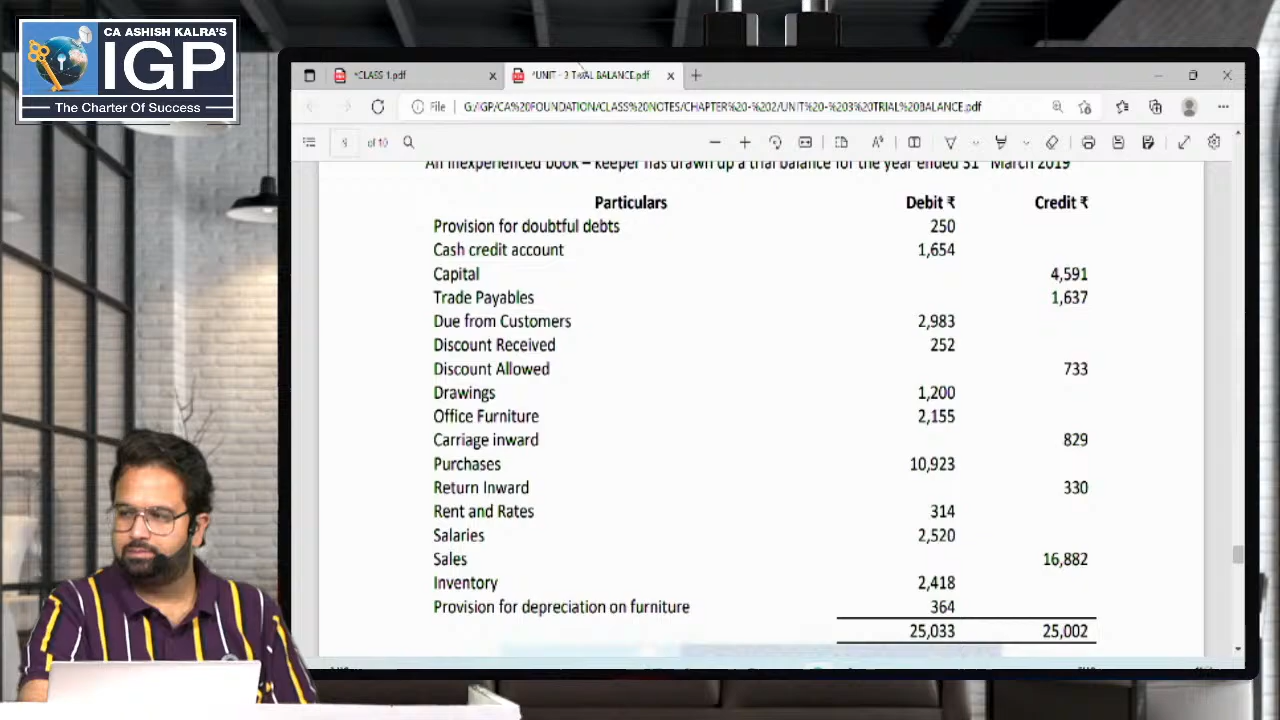 CA ASHISH KALRA'S
IGP
The Charter Of Success
*CLASS 1.pdf
File G:/IGP/CA%20FOUNDATION/CLASS%20NOTES/CHAPTER%20-%202/UNIT%20-%203%20TRIAL%20BALANCE.pdf
9 of 10
An inexperienced book – keeper has drawn up a trial balance for the year ended 31 March 2019
Particulars Debit ₹ Credit ₹
Provision for doubtful debts 250
Cash credit account 1,654
Capital 4,591
Trade Payables 1,637
Due from Customers 2,983
Discount Received 252
Discount Allowed 733
Drawings 1,200
Office Furniture 2,155
Carriage inward 829
Purchases 10,923
Return Inward 330
Rent and Rates 314
Salaries 2,520
Sales 16,882
Inventory 2,418
Provision for depreciation on furniture 364
25,033 25,002